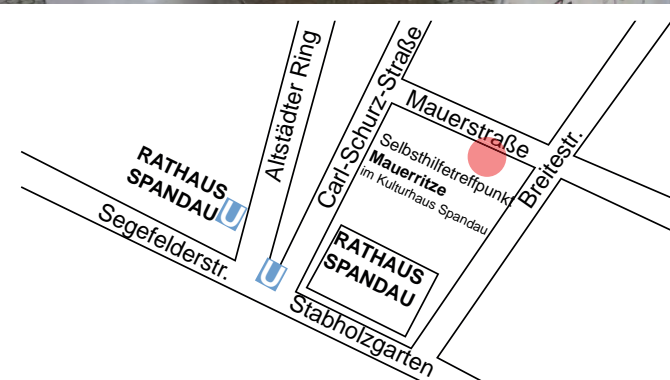 Altstädter Ring
Carl-Schurz-Straße
Mauerstraße
Breitestr.
Selbsthilfetreffpunkt
Mauerritze
im Kulturhaus Spandau
RATHAUS
SPANDAU
U
Segefelderstr.
U
RATHAUS
SPANDAU
Stabholzgarten